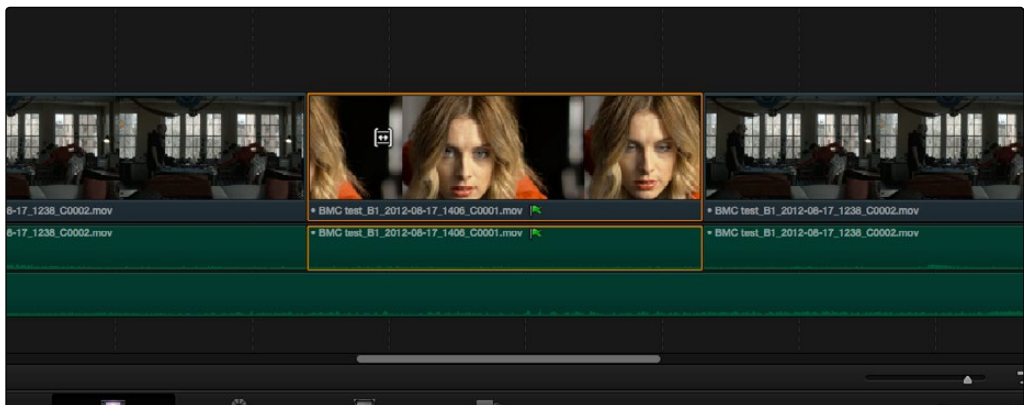 8-17_1238_C0002.mov
• BMC test_B1_2012-08-17_1406_C0001.mov
• BMC test_B1_2012-08-17_1238_C0002.mov
8-17_1238_C0002.mov
• BMC test_B1_2012-08-17_1406_C0001.mov
• BMC test_B1_2012-08-17_1238_C0002.mov